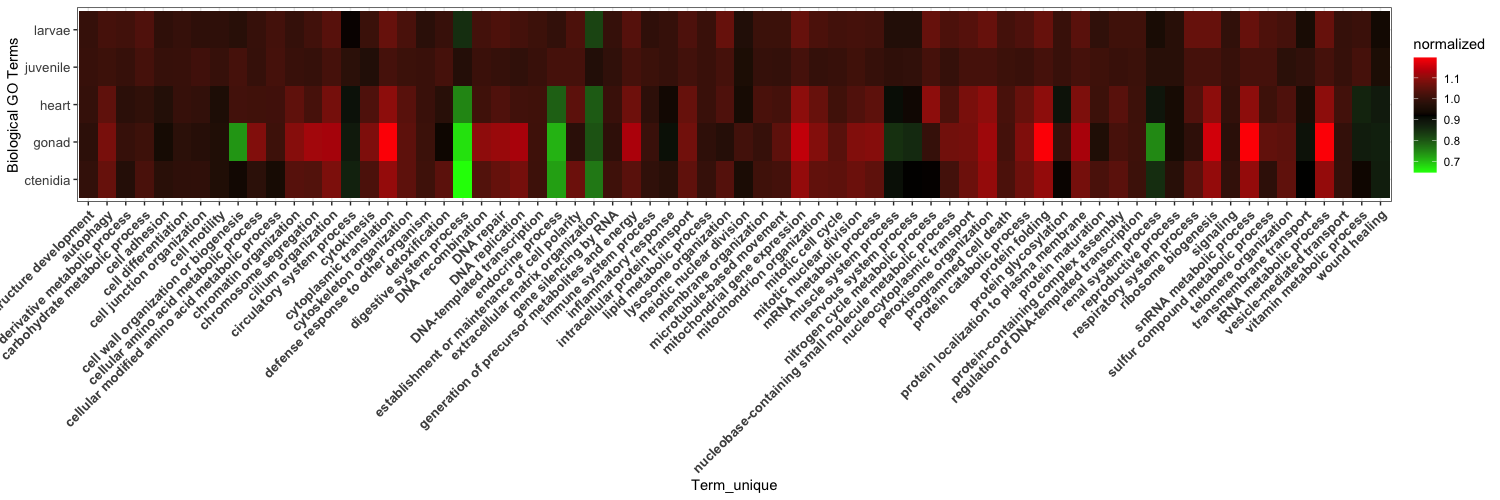 Biological GO Terms
larvae
juvenile
heart
gonad
ctenidia
normalized
1.1
1.0
0.9
0.8
0.7
ructure development
autophagy
derivative metabolic process
carbohydrate metabolic process
cell adhesion
cell differentiation
cell junction organization
cell motility
cell wall organization or biogenesis
cellular amino acid metabolic process
cellular modified amino acid metabolic process
chromatin organization
chromosome segregation
cilium organization
circulatory system process
cytokinesis
cytoplasmic translation
cytoskeleton organization
defense response to other organism
detoxification
digestive system process
DNA recombination
DNA repair
DNA replication
DNA-templated transcription
endocrine process
establishment or maintenance of cell polarity
extracellular matrix organization
gene silencing by RNA
generation of precursor metabolites and energy
immune system process
inflammatory response
intracellular protein transport
lipid metabolic process
lysosome organization
meiotic nuclear division
membrane organization
microtubule-based movement
mitochondrial gene expression
mitochondrion organization
mitotic cell cycle
mitotic nuclear division
mRNA metabolic process
muscle system process
nervous system process
nitrogen cycle metabolic process
nucleobase-containing small molecule metabolic process
nucleocytoplasmic transport
peroxisome organization
programmed cell death
protein catabolic process
protein folding
protein glycosylation
protein localization to plasma membrane
protein maturation
protein-containing complex assembly
regulation of DNA-templated transcription
renal system process
reproductive process
respiratory system process
ribosome biogenesis
signaling
snRNA metabolic process
sulfur compound metabolic process
telomere organization
transmembrane transport
tRNA metabolic process
vesicle-mediated transport
vitamin metabolic process
wound healing
Term_unique